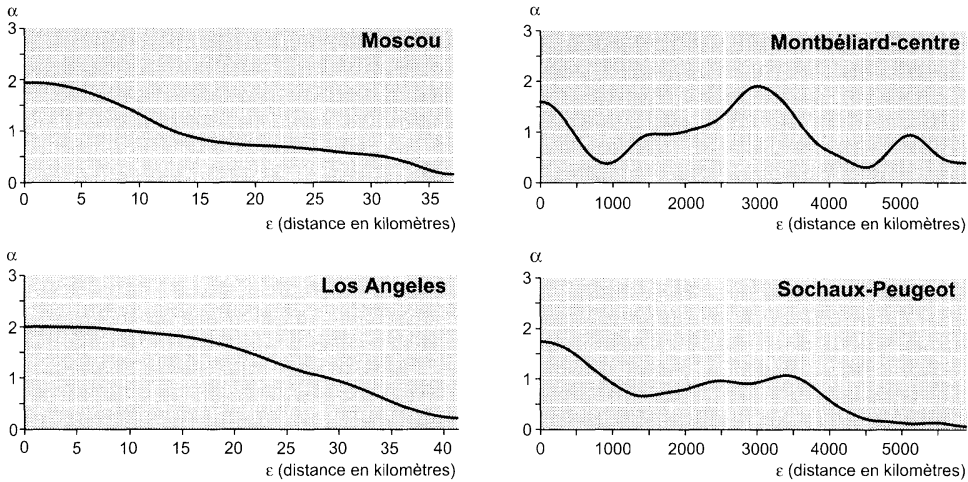 α
3
Moscou
2
1
0
0 5 10 15 20 25 30 35
ε (distance en kilomètres)
α
3
Montbéliard-centre
2
1
0
0 1000 2000 3000 4000 5000
ε (distance en kilomètres)
α
3
Los Angeles
2
1
0
0 5 10 15 20 25 30 35 40
ε (distance en kilomètres)
α
3
Sochaux-Peugeot
2
1
0
0 1000 2000 3000 4000 5000
ε (distance en kilomètres)